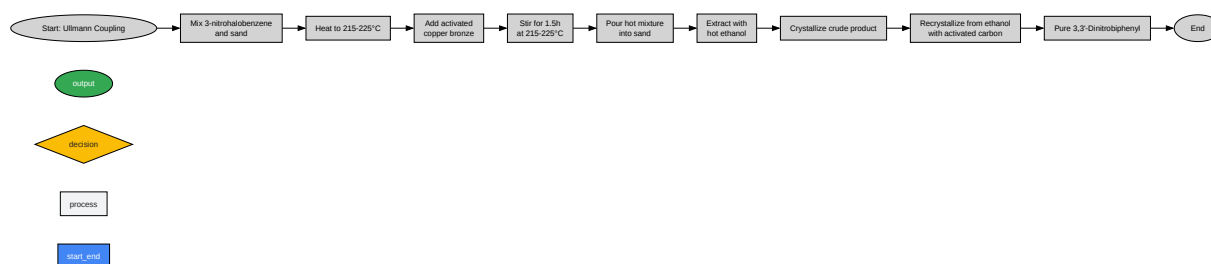 Start: Ullmann Coupling
Mix 3-nitrohalobenzene
and sand
Heat to 215-225°C
Add activated
copper bronze
Stir for 1.5h
at 215-225°C
Pour hot mixture
into sand
Extract with
hot ethanol
Crystallize crude product
Recrystallize from ethanol
with activated carbon
Pure 3,3'-Dinitrobiphenyl
End
output
decision
process
start_end